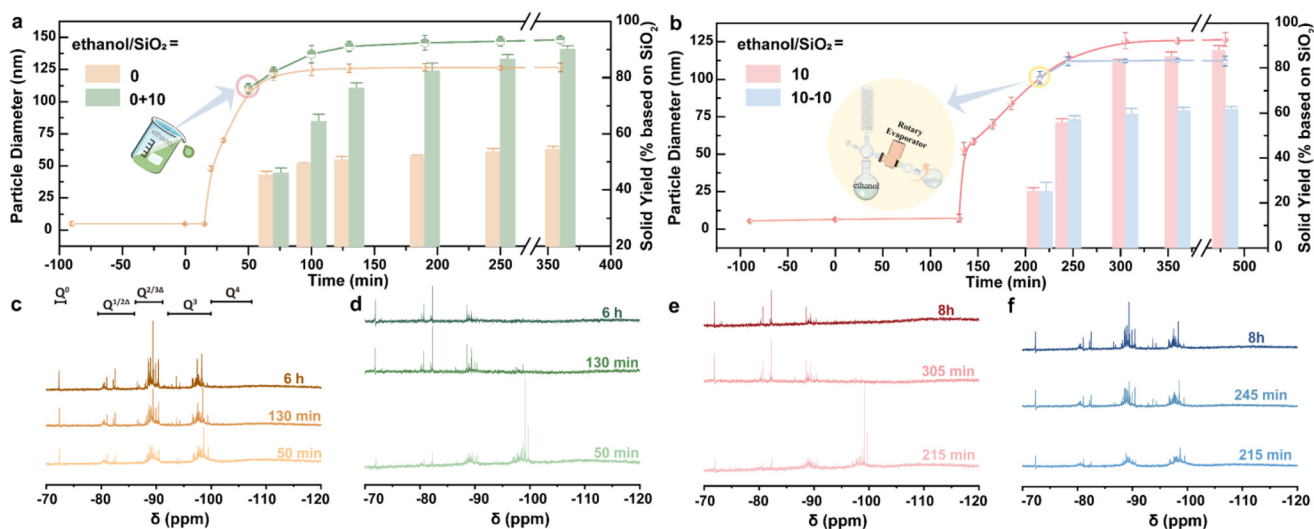 a
ethanol/SiO₂=
0
0+10
ethanol
Particle Diameter (nm)
150
125
100
75
50
25
0
-100 -50 0 50 100 150 200 250 350 400
Time (min)
100
80
60
40
20
Solid Yield (% based on SiO₂)
b
ethanol/SiO₂=
10
10-10
Rotary
Evaporator
ethanol
Particle Diameter (nm)
150
125
100
75
50
25
0
-100 -50 0 50 100 150 200 250 300 350 400 500
Time (min)
100
90
80
70
60
50
40
30
20
10
0
Solid Yield (% based on SiO₂)
c
Q⁰ Q¹/²ᐃ Q²/³ᐃ Q³ Q⁴
6 h
130 min
50 min
-70 -80 -90 -100 -110 -120
δ (ppm)
d
6 h
130 min
50 min
-70 -80 -90 -100 -110 -120
δ (ppm)
e
8h
305 min
215 min
-70 -80 -90 -100 -110 -120
δ (ppm)
f
8h
245 min
215 min
-70 -80 -90 -100 -110 -120
δ (ppm)